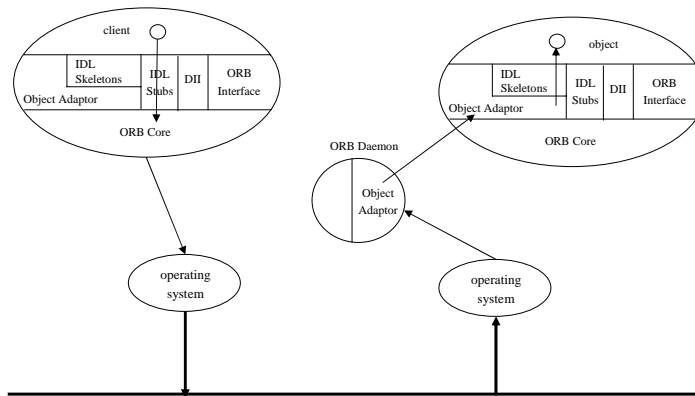 client
IDL
Skeletons
IDL
Stubs
DII
ORB
Interface
Object Adaptor
ORB Core
object
IDL
Skeletons
IDL
Stubs
DII
ORB
Interface
Object Adaptor
ORB Core
ORB Daemon
Object
Adaptor
operating
system
operating
system